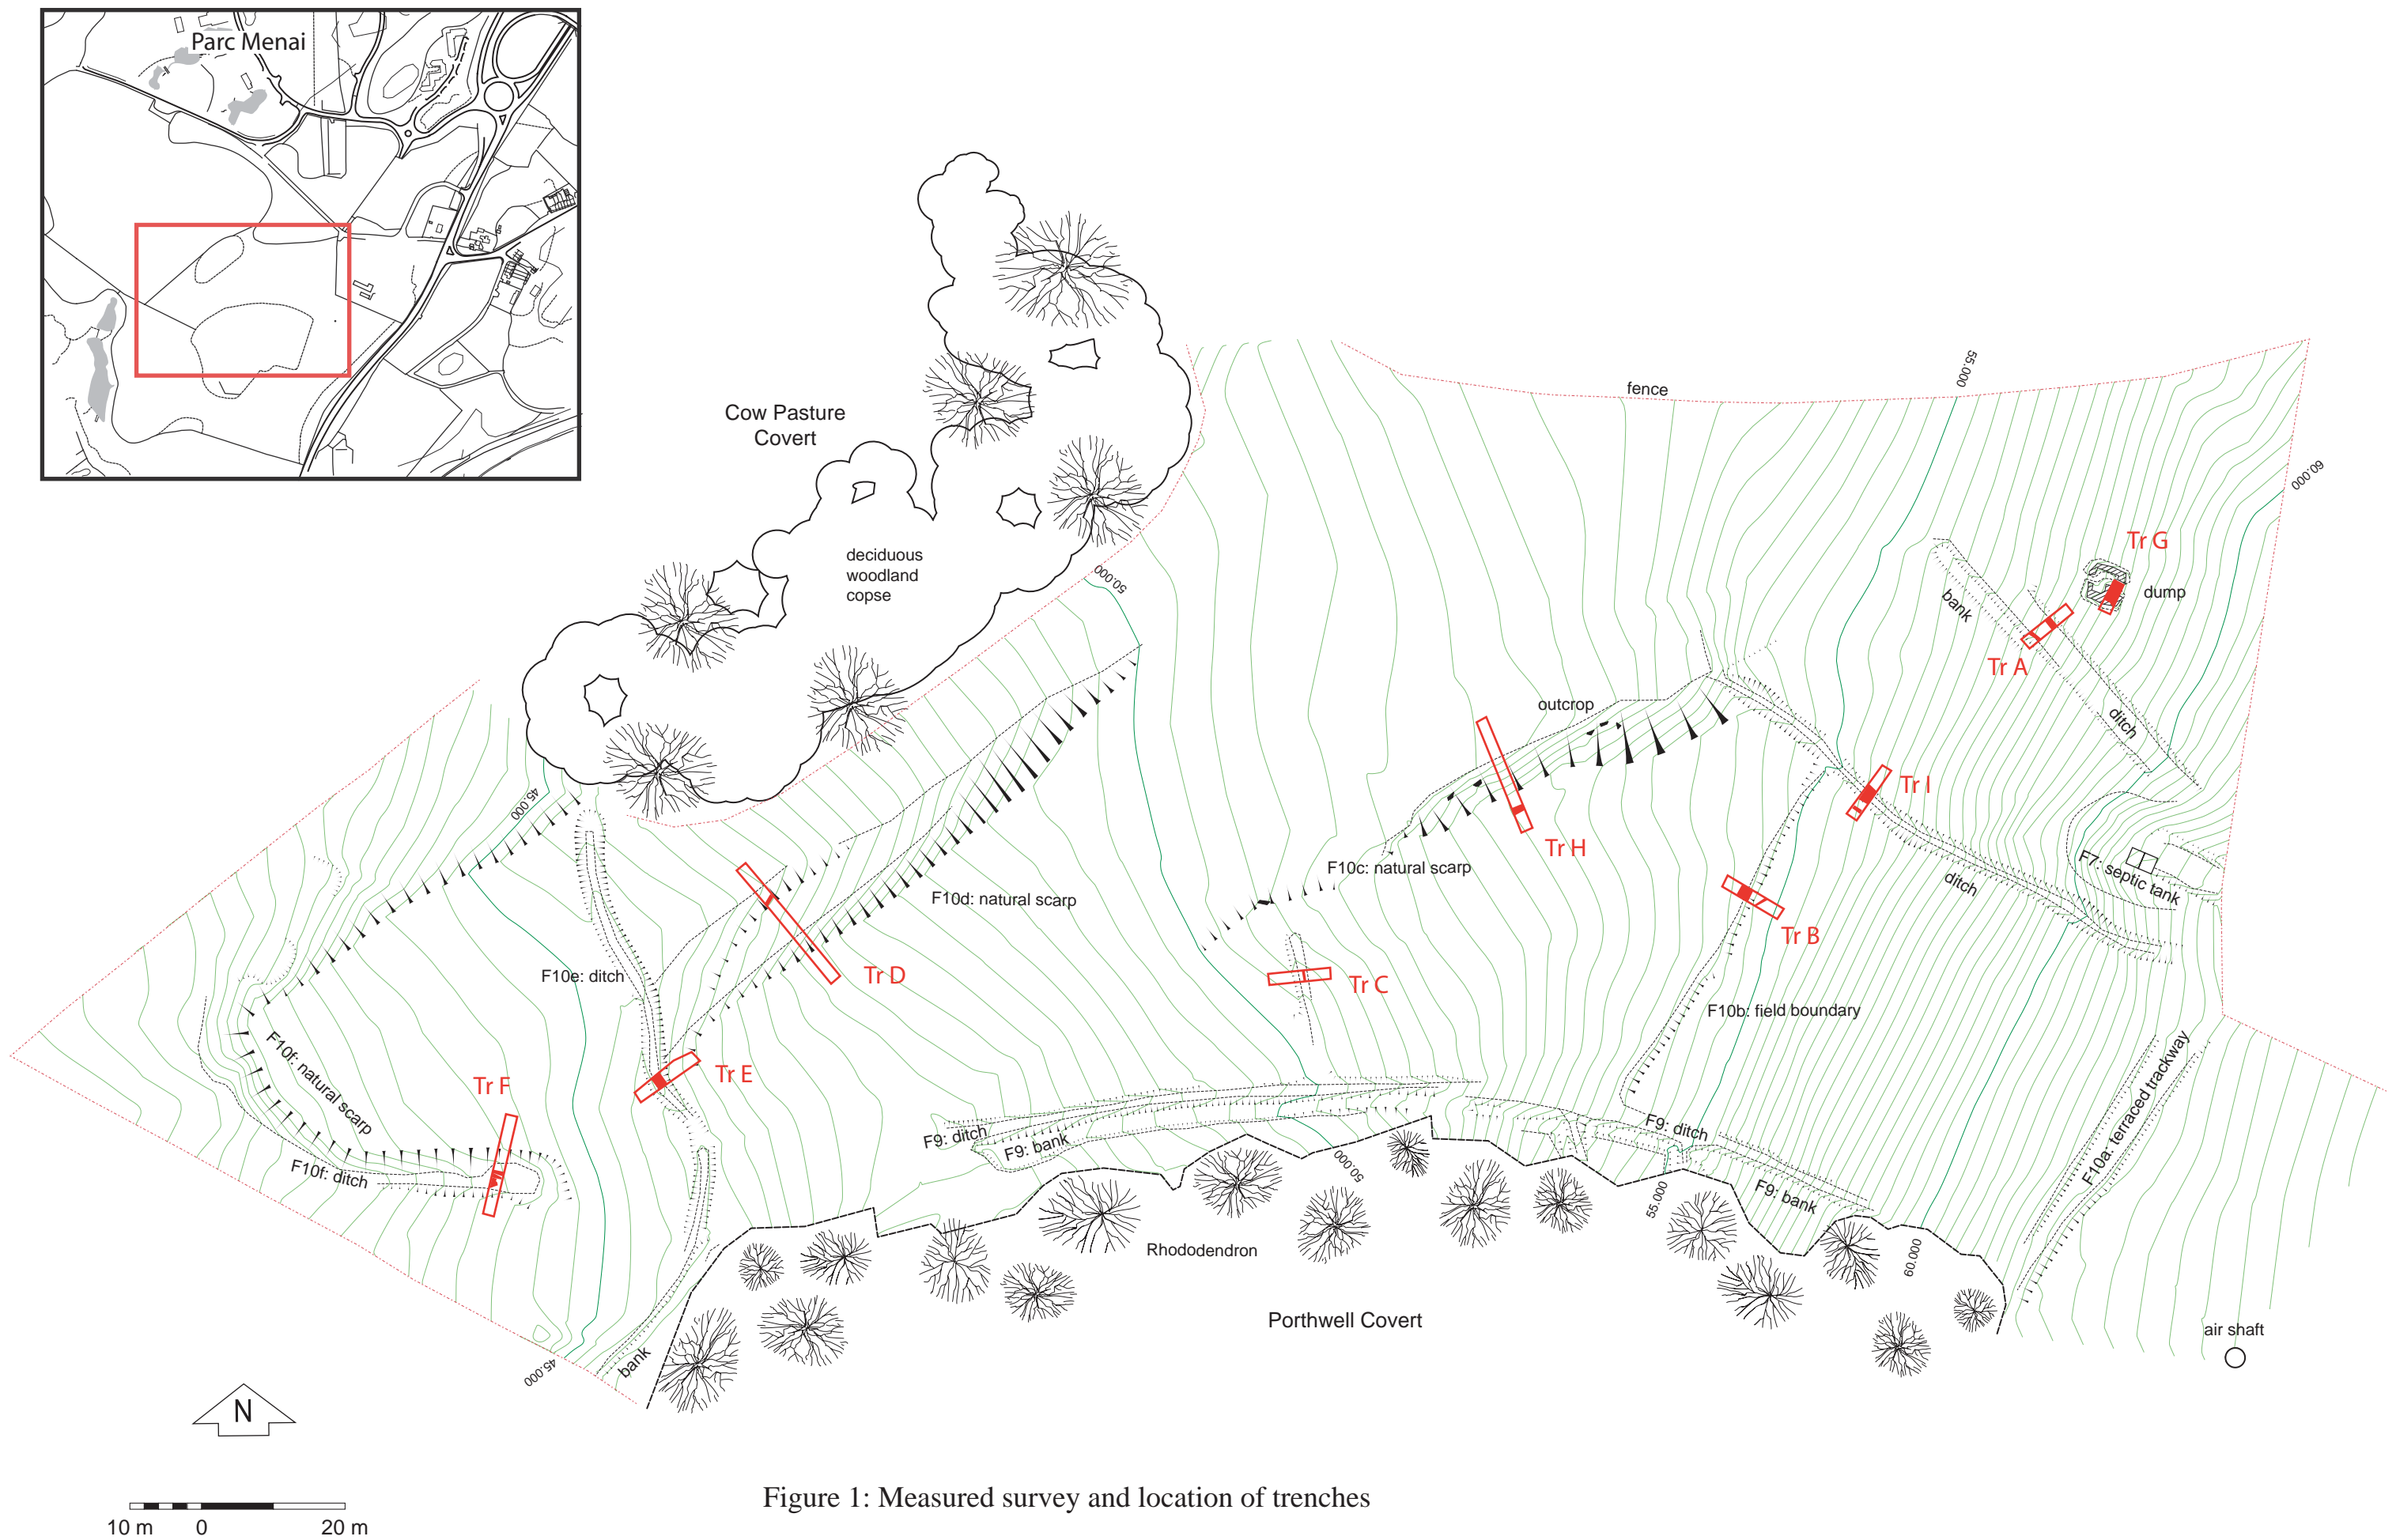 Parc Menai
Cow Pasture
Covert
deciduous
woodland
copse
fence
55.000
60.000
50.000
45.000
Tr G
dump
bank
Tr A
ditch
outcrop
Tr I
Tr H
F10c: natural scarp
F7: septic tank
ditch
F10d: natural scarp
Tr B
F10e: ditch
Tr D
Tr C
F10b: field boundary
F10f: natural scarp
Tr F
Tr E
F10a: terraced trackway
F9: ditch
F9: bank
F9: ditch
F10f: ditch
50.000
55.000
F9: bank
60.000
Rhododendron
Porthwell Covert
air shaft
45.000
bank
N
Figure 1: Measured survey and location of trenches
10 m 0 20 m